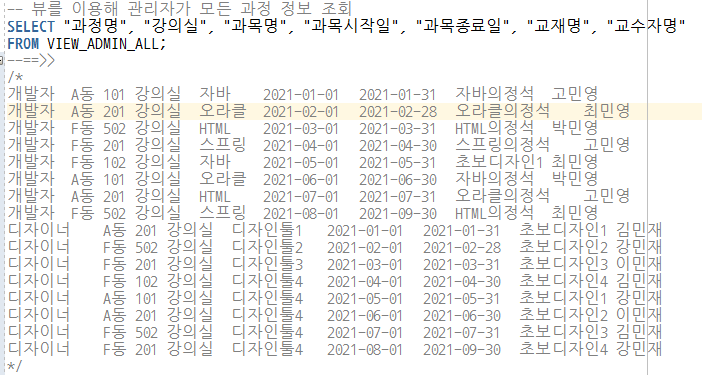 -- 뷰를 이용해 관리자가 모든 과정 정보 조회
SELECT "과정명", "강의실", "과목명", "과목시작일", "과목종료일", "교재명", "교수자명"
FROM VIEW_ADMIN_ALL;
--==>>
/*
개발자 A동 101 강의실 자바 2021-01-01 2021-01-31 자바의정석 고민영
개발자 A동 201 강의실 오라클 2021-02-01 2021-02-28 오라클의정석 최민영
개발자 F동 502 강의실 HTML 2021-03-01 2021-03-31 HTML의정석 박민영
개발자 F동 201 강의실 스프링 2021-04-01 2021-04-30 스프링의정석 고민영
개발자 F동 102 강의실 자바 2021-05-01 2021-05-31 초보디자인1 최민영
개발자 A동 101 강의실 오라클 2021-06-01 2021-06-30 자바의정석 박민영
개발자 A동 201 강의실 HTML 2021-07-01 2021-07-31 오라클의정석 고민영
개발자 F동 502 강의실 스프링 2021-08-01 2021-09-30 HTML의정석 최민영
디자이너 A동 201 강의실 디자인툴1 2021-01-01 2021-01-31 초보디자인1 김민재
디자이너 F동 502 강의실 디자인툴2 2021-02-01 2021-02-28 초보디자인2 강민재
디자이너 F동 201 강의실 디자인툴3 2021-03-01 2021-03-31 초보디자인3 이민재
디자이너 F동 102 강의실 디자인툴4 2021-04-01 2021-04-30 초보디자인4 김민재
디자이너 A동 101 강의실 디자인툴4 2021-05-01 2021-05-31 초보디자인1 강민재
디자이너 A동 201 강의실 디자인툴4 2021-06-01 2021-06-30 초보디자인2 이민재
디자이너 F동 502 강의실 디자인툴4 2021-07-01 2021-07-31 초보디자인3 김민재
디자이너 F동 201 강의실 디자인툴4 2021-08-01 2021-09-30 초보디자인4 강민재
*/